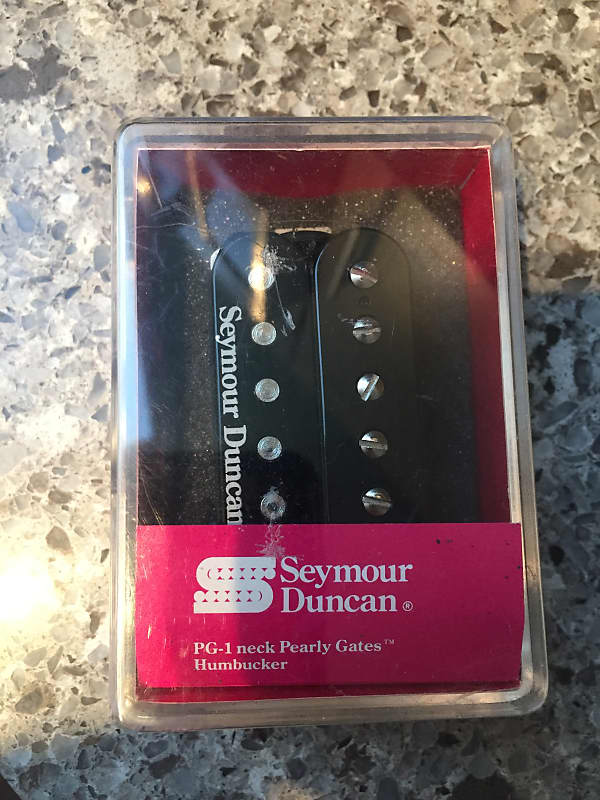 Seymour Duncan
Seymour
Duncan®
PG-1 neck Pearly Gates™
Humbucker